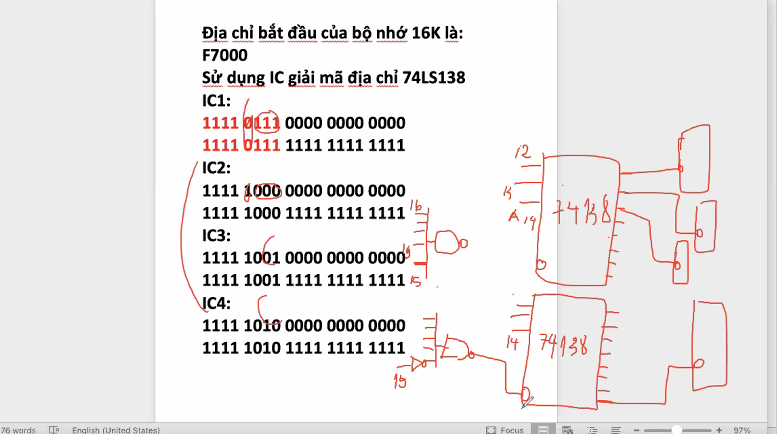 Địa chỉ bắt đầu của bộ nhớ 16K là:
F7000
Sử dụng IC giải mã địa chỉ 74LS138
IC1:
1111 0111 0000 0000 0000
1111 0111 1111 1111 1111
IC2:
1111 1000 0000 0000 0000
1111 1000 1111 1111 1111
IC3:
1111 1001 0000 0000 0000
1111 1001 1111 1111 1111
IC4:
1111 1010 0000 0000 0000
1111 1010 1111 1111 1111
12
A 14
74138
16
19
15
14
74138
15
76 words
English (United States)
Focus
97%